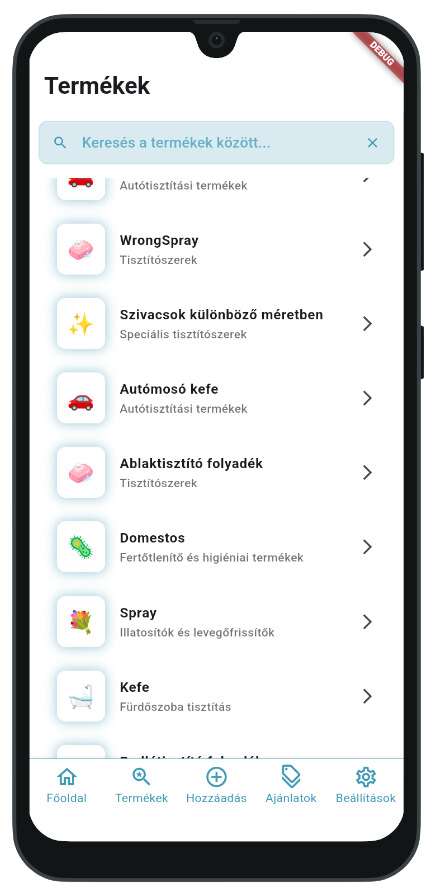 DEBUG
Termékek
Keresés a termékek között...
Autótisztítási termékek
WrongSpray
Tisztítószerek
Szivacsok különböző méretben
Speciális tisztítószerek
Autómosó kefe
Autótisztítási termékek
Ablaktisztító folyadék
Tisztítószerek
Domestos
Fertőtlenítő és higiéniai termékek
Spray
Illatosítók és levegőfrissítők
Kefe
Fürdőszoba tisztítás
Főoldal Termékek Hozzáadás Ajánlatok Beállítások